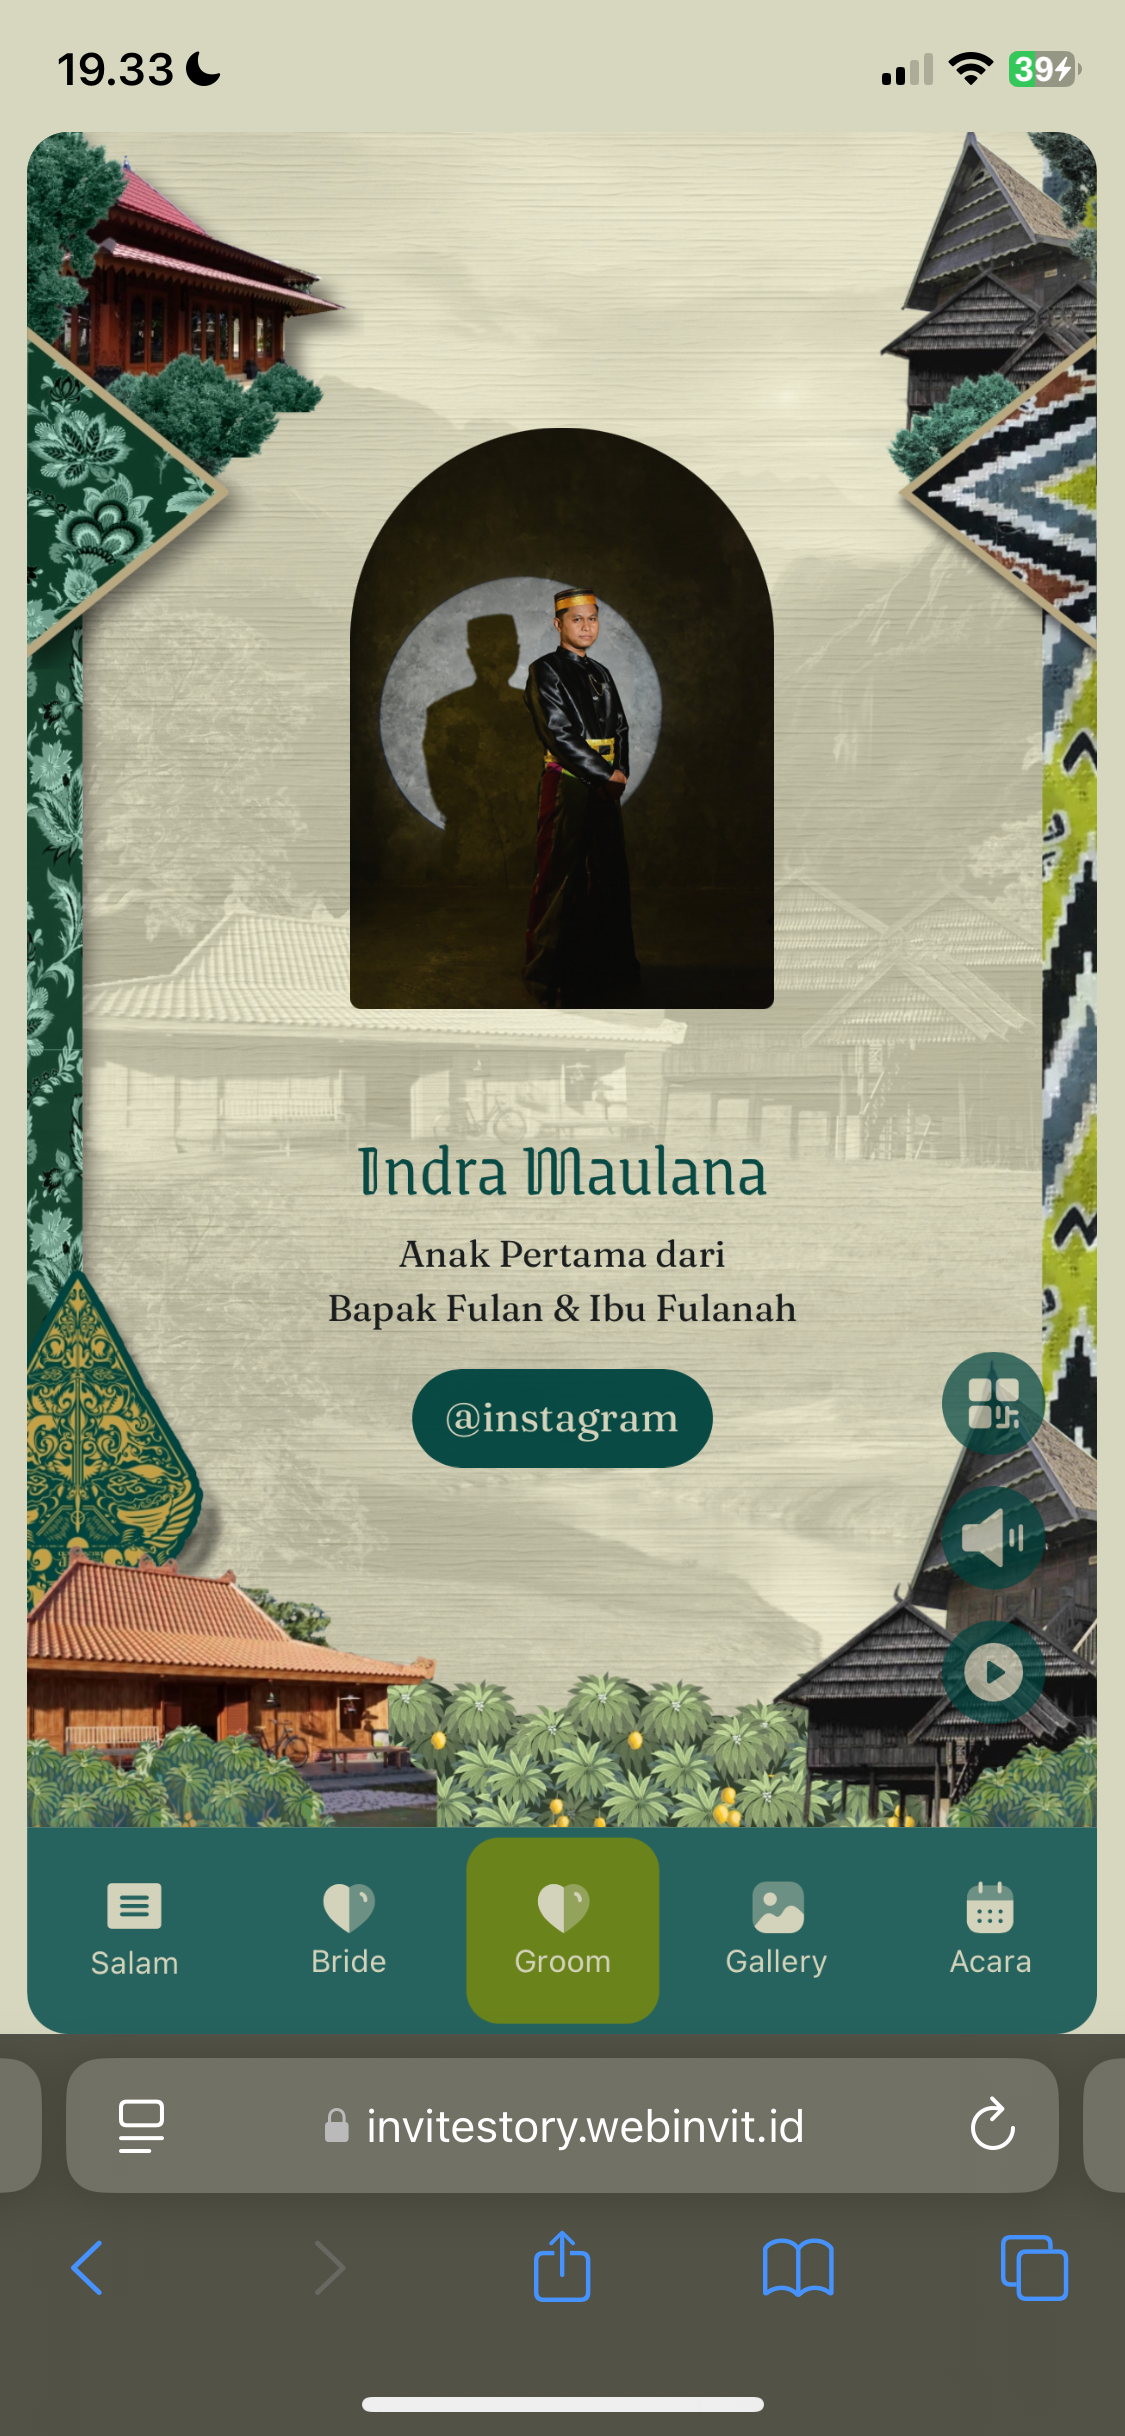 19.33
39
Indra Maulana
Anak Pertama dari
Bapak Fulan & Ibu Fulanah
@instagram
Salam
Bride
Groom
Gallery
Acara
invitestory.webinvit.id